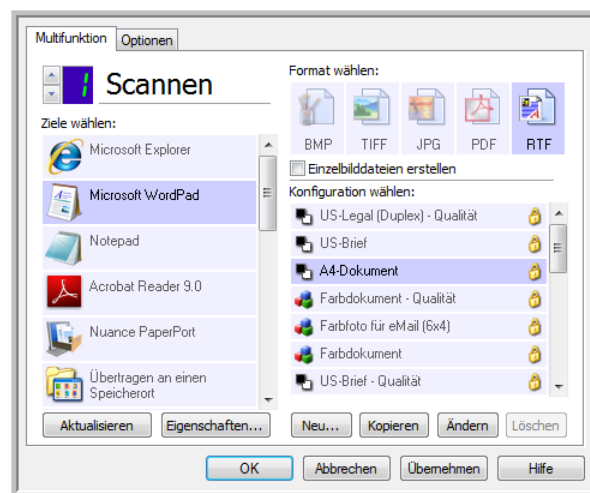 Multifunktion
Optionen
1
Scannen
Ziele wählen:
Microsoft Explorer
Microsoft WordPad
Notepad
Acrobat Reader 9.0
Nuance PaperPort
Übertragen an einen
Speicherort
Aktualisieren
Eigenschaften...
Format wählen:
BMP
TIFF
JPG
PDF
RTF
Einzelbilddateien erstellen
Konfiguration wählen:
US-Legal (Duplex) - Qualität
US-Brief
A4-Dokument
Farbdokument - Qualität
Farbfoto für eMail (6x4)
Farbdokument
US-Brief - Qualität
Neu...
Kopieren
Ändern
Löschen
OK
Abbrechen
Übernehmen
Hilfe